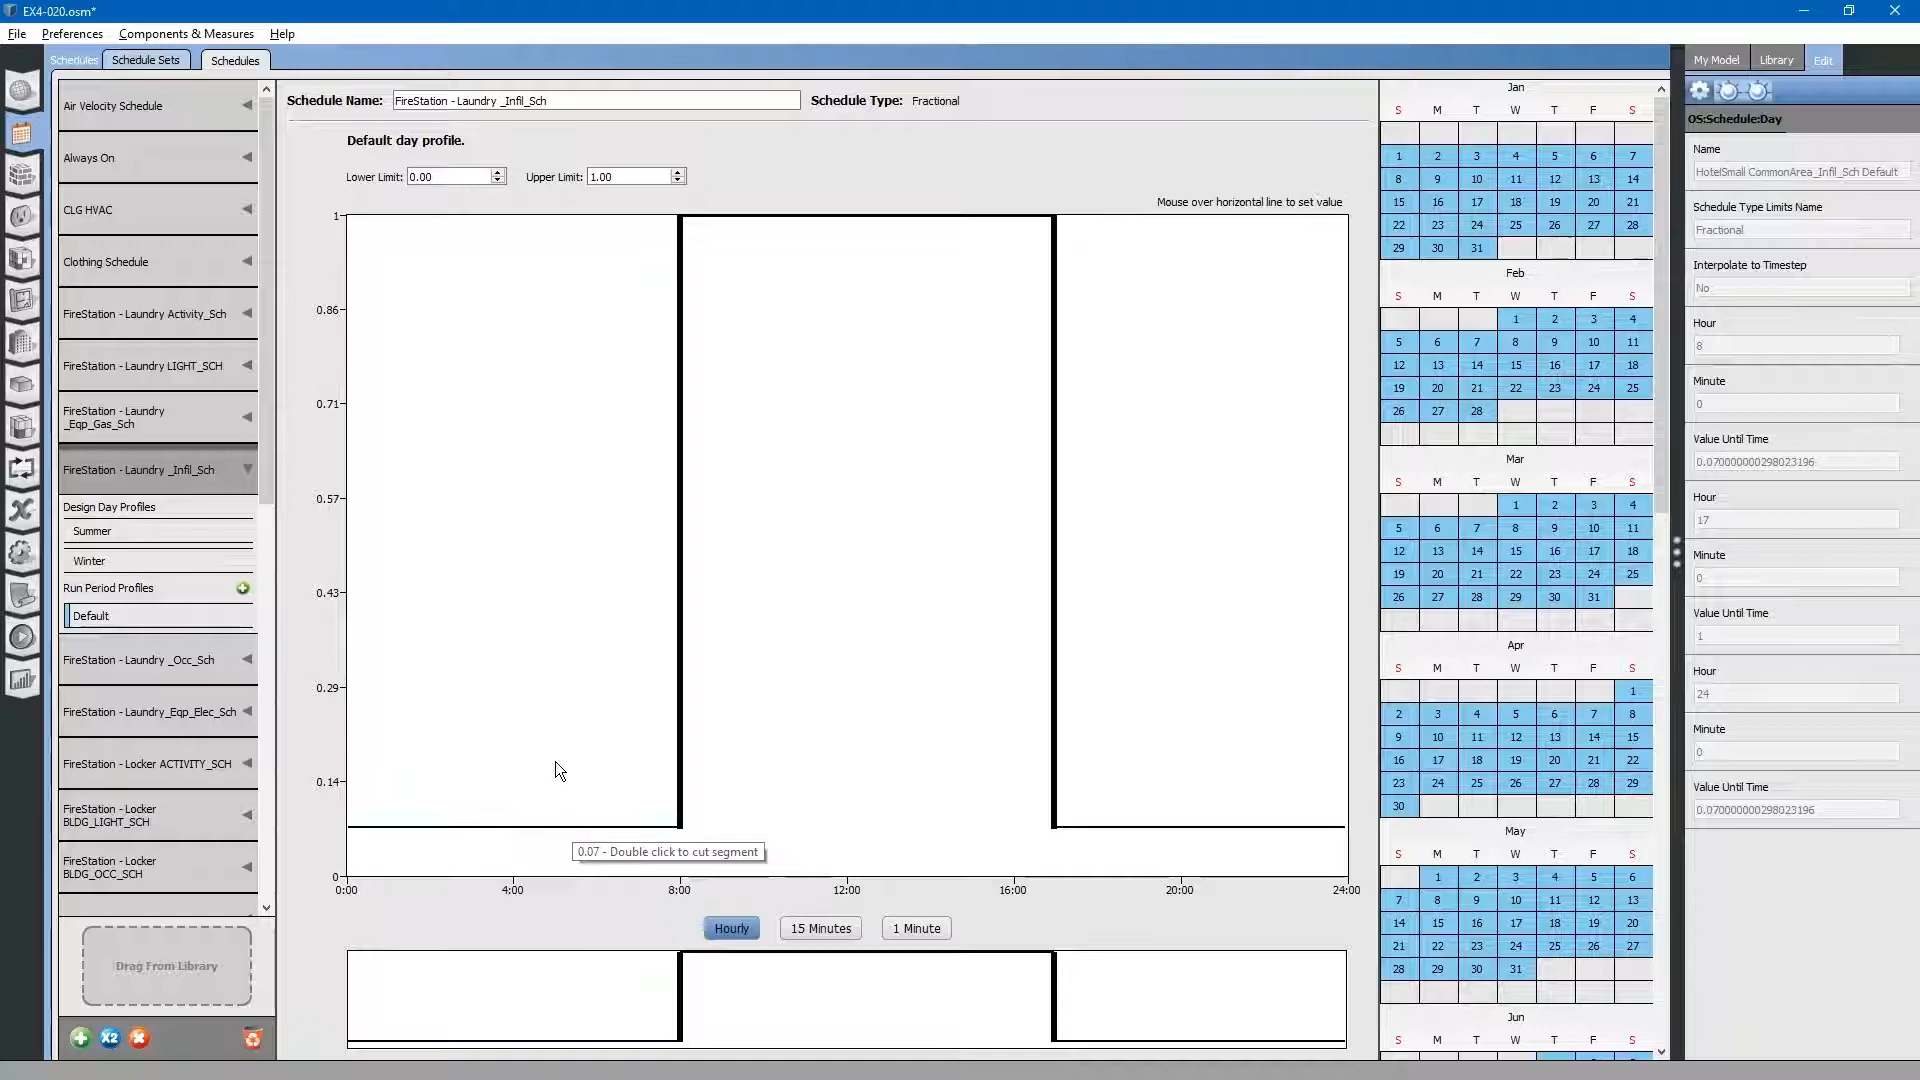 EX4-020.osm*
File Preferences Components & Measures Help
Schedules Schedule Sets Schedules
My Model Library Edit
Air Velocity Schedule
Always On
CLG HVAC
Clothing Schedule
FireStation - Laundry Activity_Sch
FireStation - Laundry LIGHT_SCH
FireStation - Laundry
_Eqp_Gas_Sch
FireStation - Laundry _Infil_Sch
Design Day Profiles
Summer
Winter
Run Period Profiles
Default
FireStation - Laundry _Occ_Sch
FireStation - Laundry_Eqp_Elec_Sch
FireStation - Locker ACTIVITY_SCH
FireStation - Locker
BLDG_LIGHT_SCH
FireStation - Locker
BLDG_OCC_SCH
Drag From Library
X2
Schedule Name: FireStation - Laundry _Infil_Sch Schedule Type: Fractional
Default day profile.
Lower Limit: 0.00 Upper Limit: 1.00
Mouse over horizontal line to set value
1
0.86
0.71
0.57
0.43
0.29
0.14
0
0.07 - Double click to cut segment
0:00 4:00 8:00 12:00 16:00 20:00 24:00
Hourly 15 Minutes 1 Minute
Jan
S M T W T F S
1 2 3 4 5 6 7
8 9 10 11 12 13 14
15 16 17 18 19 20 21
22 23 24 25 26 27 28
29 30 31
Feb
S M T W T F S
1 2 3 4
5 6 7 8 9 10 11
12 13 14 15 16 17 18
19 20 21 22 23 24 25
26 27 28
Mar
S M T W T F S
1 2 3 4
5 6 7 8 9 10 11
12 13 14 15 16 17 18
19 20 21 22 23 24 25
26 27 28 29 30 31
Apr
S M T W T F S
1
2 3 4 5 6 7 8
9 10 11 12 13 14 15
16 17 18 19 20 21 22
23 24 25 26 27 28 29
30
May
S M T W T F S
1 2 3 4 5 6
7 8 9 10 11 12 13
14 15 16 17 18 19 20
21 22 23 24 25 26 27
28 29 30 31
Jun
S M T W T F S
OS:Schedule:Day
Name
HotelSmall CommonArea_Infil_Sch Default
Schedule Type Limits Name
Fractional
Interpolate to Timestep
No
Hour
8
Minute
0
Value Until Time
0.070000000298023196
Hour
17
Minute
0
Value Until Time
1
Hour
24
Minute
0
Value Until Time
0.070000000298023196